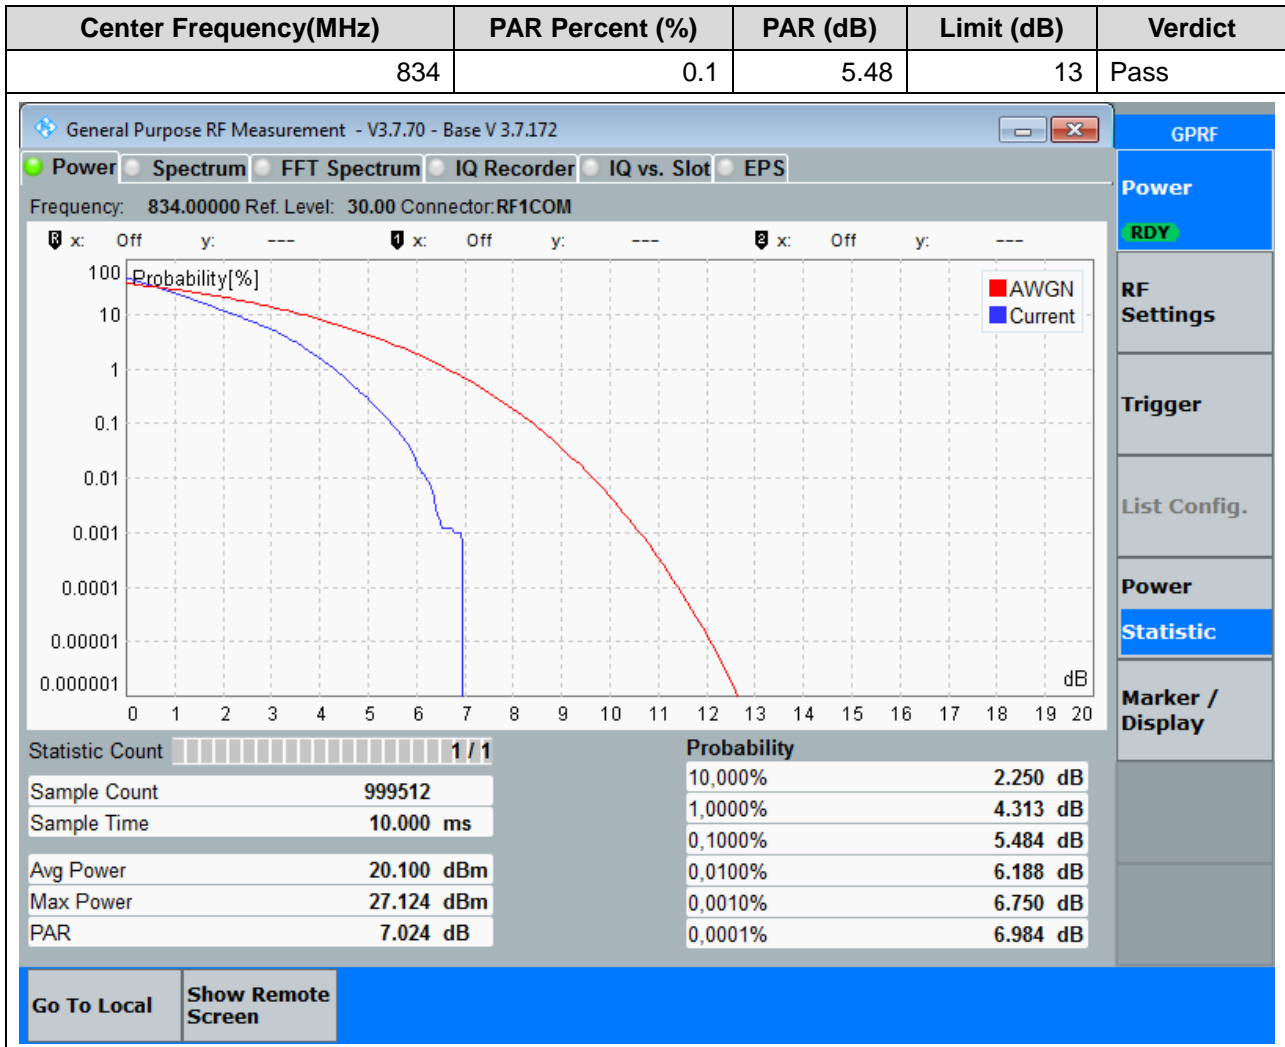 Center Frequency(MHz) PAR Percent (%) PAR (dB) Limit (dB) Verdict
834 0.1 5.48 13 Pass
General Purpose RF Measurement - V3.7.70 - Base V 3.7.172
GPRF
Power Spectrum FFT Spectrum IQ Recorder IQ vs. Slot EPS
Frequency: 834.00000 Ref. Level: 30.00 Connector: RF1COM
R x: Off y: --- 1 x: Off y: --- 2 x: Off y: ---
Probability[%]
AWGN
Current
100
10
1
0.1
0.01
0.001
0.0001
0.00001
0.000001
dB
0 1 2 3 4 5 6 7 8 9 10 11 12 13 14 15 16 17 18 19 20
Statistic Count 1 / 1
Sample Count 999512
Sample Time 10.000 ms
Avg Power 20.100 dBm
Max Power 27.124 dBm
PAR 7.024 dB
Probability
10,000% 2.250 dB
1,0000% 4.313 dB
0,1000% 5.484 dB
0,0100% 6.188 dB
0,0010% 6.750 dB
0,0001% 6.984 dB
Power
RDY
RF
Settings
Trigger
List Config.
Power
Statistic
Marker /
Display
Go To Local
Show Remote
Screen